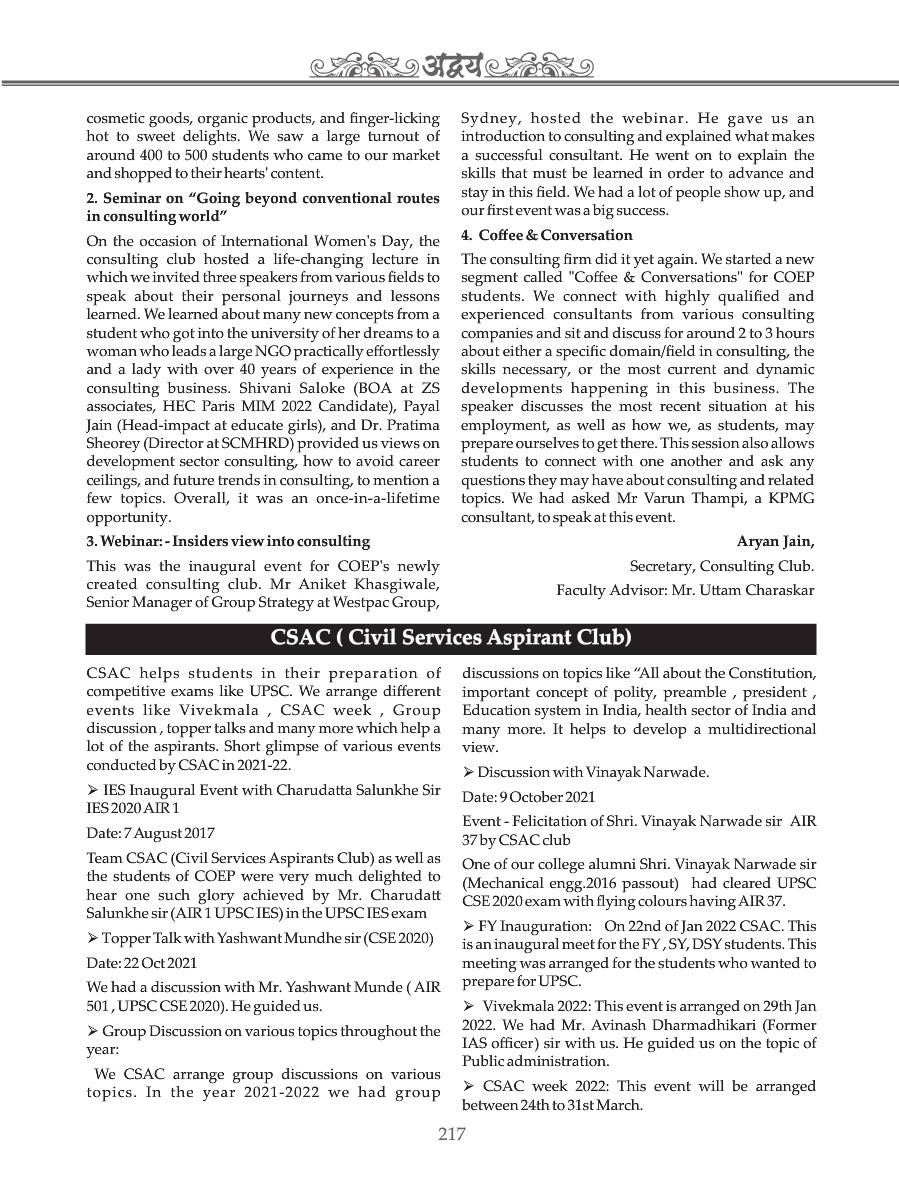 अद्वय
cosmetic goods, organic products, and finger-licking
hot to sweet delights. We saw a large turnout of
around 400 to 500 students who came to our market
and shopped to their hearts' content.
2. Seminar on “Going beyond conventional routes
in consulting world”
On the occasion of International Women's Day, the
consulting club hosted a life-changing lecture in
which we invited three speakers from various fields to
speak about their personal journeys and lessons
learned. We learned about many new concepts from a
student who got into the university of her dreams to a
woman who leads a large NGO practically effortlessly
and a lady with over 40 years of experience in the
consulting business. Shivani Saloke (BOA at ZS
associates, HEC Paris MIM 2022 Candidate), Payal
Jain (Head-impact at educate girls), and Dr. Pratima
Sheorey (Director at SCMHRD) provided us views on
development sector consulting, how to avoid career
ceilings, and future trends in consulting, to mention a
few topics. Overall, it was an once-in-a-lifetime
opportunity.
3. Webinar: - Insiders view into consulting
This was the inaugural event for COEP's newly
created consulting club. Mr Aniket Khasgiwale,
Senior Manager of Group Strategy at Westpac Group,
Sydney, hosted the webinar. He gave us an
introduction to consulting and explained what makes
a successful consultant. He went on to explain the
skills that must be learned in order to advance and
stay in this field. We had a lot of people show up, and
our first event was a big success.
4. Coffee & Conversation
The consulting firm did it yet again. We started a new
segment called "Coffee & Conversations" for COEP
students. We connect with highly qualified and
experienced consultants from various consulting
companies and sit and discuss for around 2 to 3 hours
about either a specific domain/field in consulting, the
skills necessary, or the most current and dynamic
developments happening in this business. The
speaker discusses the most recent situation at his
employment, as well as how we, as students, may
prepare ourselves to get there. This session also allows
students to connect with one another and ask any
questions they may have about consulting and related
topics. We had asked Mr Varun Thampi, a KPMG
consultant, to speak at this event.
Aryan Jain,
Secretary, Consulting Club.
Faculty Advisor: Mr. Uttam Charaskar
CSAC ( Civil Services Aspirant Club)
CSAC helps students in their preparation of
competitive exams like UPSC. We arrange different
events like Vivekmala , CSAC week , Group
discussion , topper talks and many more which help a
lot of the aspirants. Short glimpse of various events
conducted by CSAC in 2021-22.
➢ IES Inaugural Event with Charudatta Salunkhe Sir
IES 2020 AIR 1
Date: 7 August 2017
Team CSAC (Civil Services Aspirants Club) as well as
the students of COEP were very much delighted to
hear one such glory achieved by Mr. Charudatt
Salunkhe sir (AIR 1 UPSC IES) in the UPSC IES exam
➢ Topper Talk with Yashwant Mundhe sir (CSE 2020)
Date: 22 Oct 2021
We had a discussion with Mr. Yashwant Munde ( AIR
501 , UPSC CSE 2020). He guided us.
➢ Group Discussion on various topics throughout the
year:
We CSAC arrange group discussions on various
topics. In the year 2021-2022 we had group
discussions on topics like “All about the Constitution,
important concept of polity, preamble , president ,
Education system in India, health sector of India and
many more. It helps to develop a multidirectional
view.
➢ Discussion with Vinayak Narwade.
Date: 9 October 2021
Event - Felicitation of Shri. Vinayak Narwade sir AIR
37 by CSAC club
One of our college alumni Shri. Vinayak Narwade sir
(Mechanical engg.2016 passout) had cleared UPSC
CSE 2020 exam with flying colours having AIR 37.
➢ FY Inauguration: On 22nd of Jan 2022 CSAC. This
is an inaugural meet for the FY , SY, DSY students. This
meeting was arranged for the students who wanted to
prepare for UPSC.
➢ Vivekmala 2022: This event is arranged on 29th Jan
2022. We had Mr. Avinash Dharmadhikari (Former
IAS officer) sir with us. He guided us on the topic of
Public administration.
➢ CSAC week 2022: This event will be arranged
between 24th to 31st March.
217